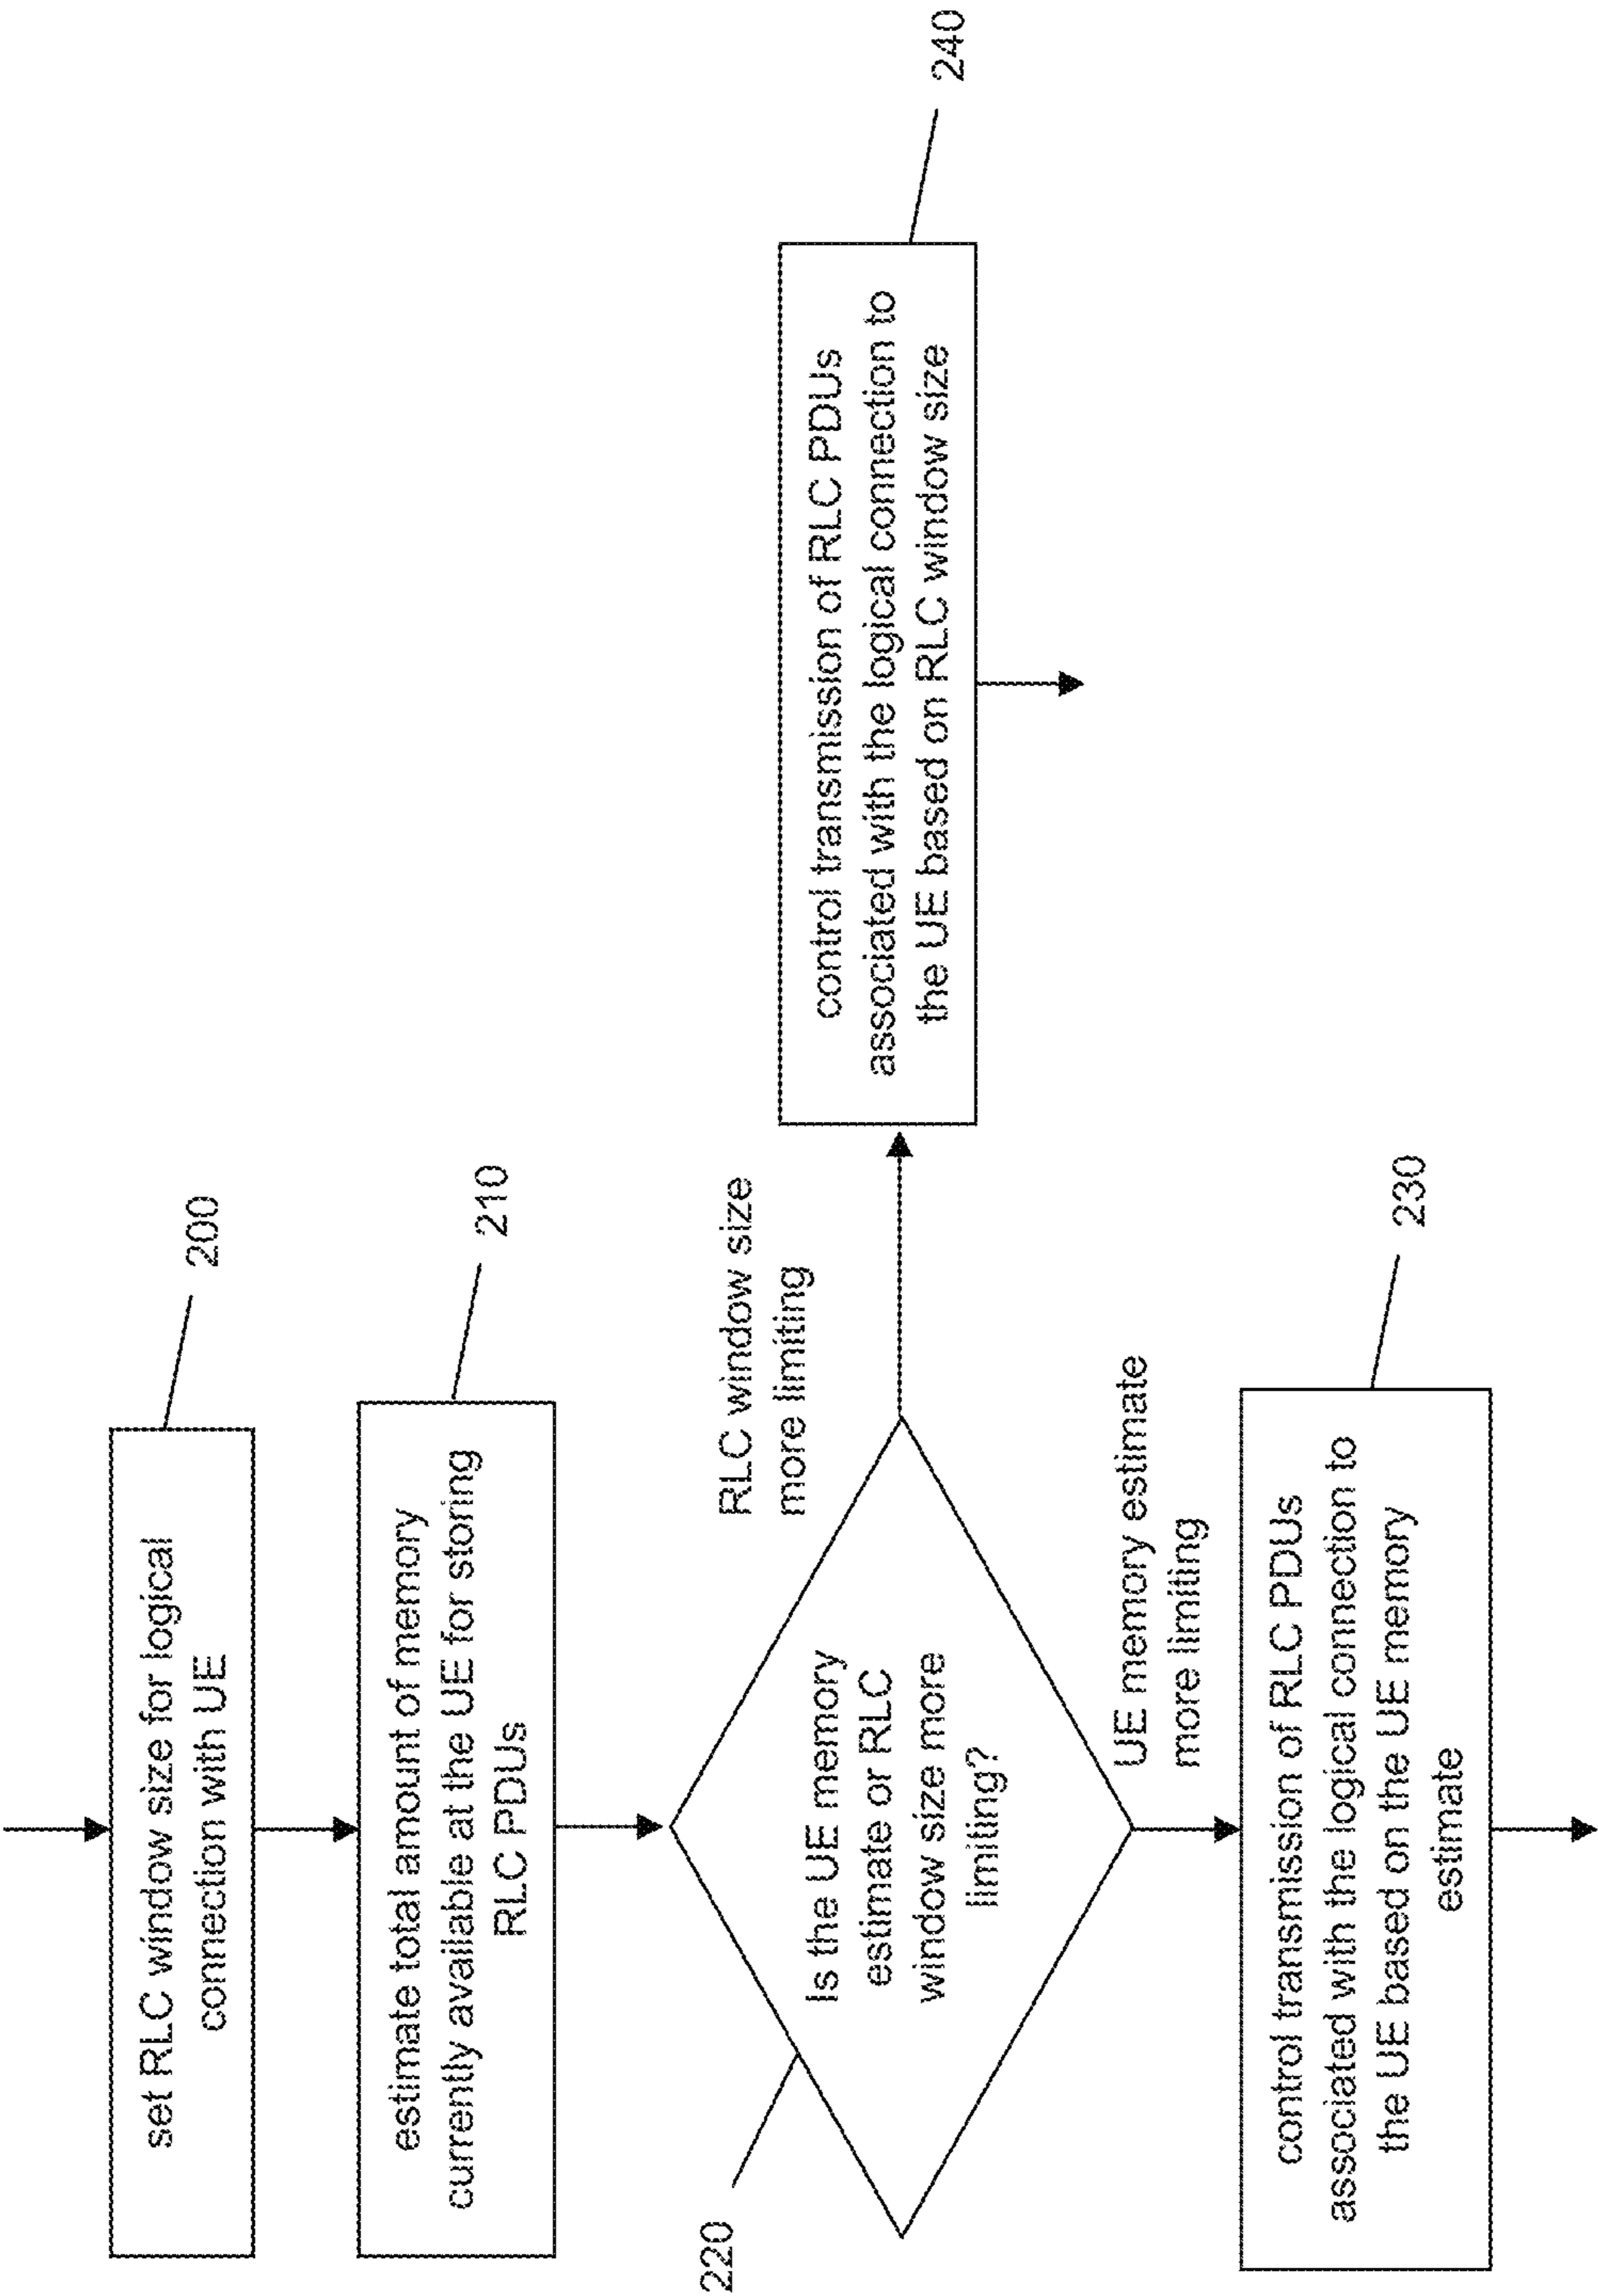 set RLC window size for logical
connection with UE
200
estimate total amount of memory
currently available at the UE for storing
RLC PDUs
210
Is the UE memory
estimate or RLC
window size more
limiting?
220
RLC window size
more limiting
control transmission of RLC PDUs
associated with the logical connection to
the UE based on RLC window size
240
UE memory estimate
more limiting
control transmission of RLC PDUs
associated with the logical connection to
the UE based on the UE memory
estimate
230